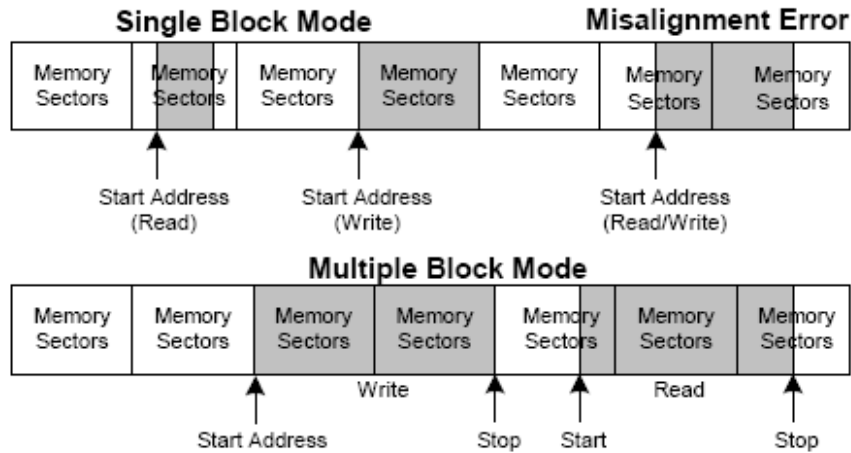 Single Block Mode
Misalignment Error
Memory Sectors
Memory Sectors
Memory Sectors
Memory Sectors
Memory Sectors
Memory Sectors
Memory Sectors
Start Address
(Read)
Start Address
(Write)
Start Address
(Read/Write)
Multiple Block Mode
Memory Sectors
Memory Sectors
Memory Sectors
Memory Sectors
Memory Sectors
Memory Sectors
Memory Sectors
Write
Read
Start Address
Stop
Start
Stop